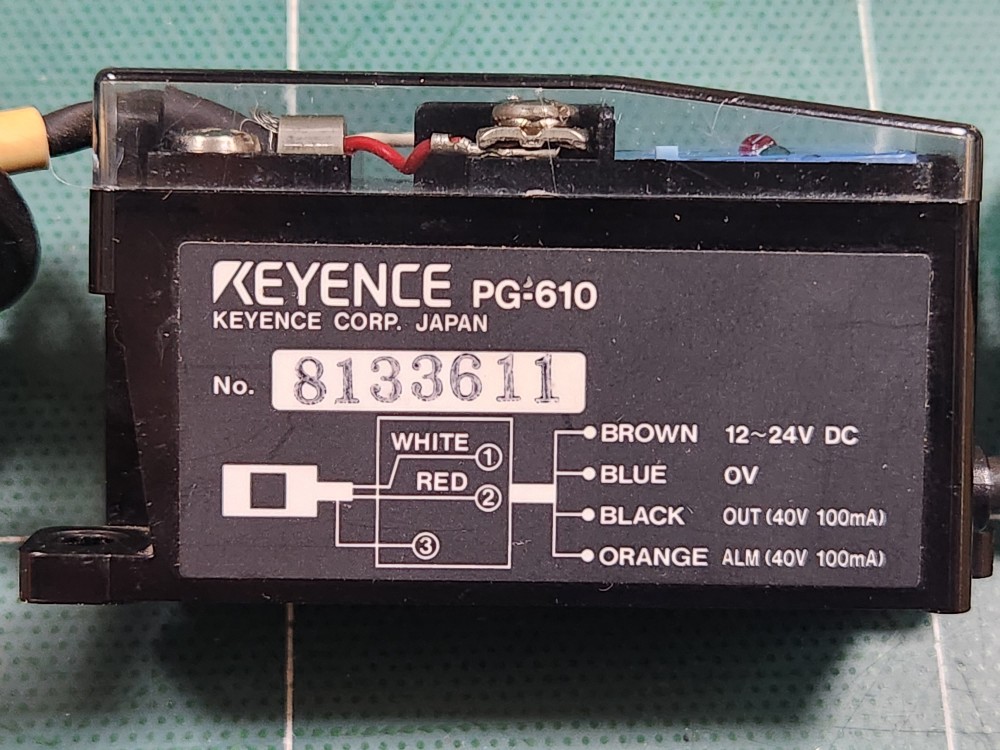 KEYENCE PG-610
KEYENCE CORP. JAPAN
No. 8133611
WHITE ①
RED ②
③
BROWN 12~24V DC
BLUE 0V
BLACK OUT (40V 100mA)
ORANGE ALM (40V 100mA)